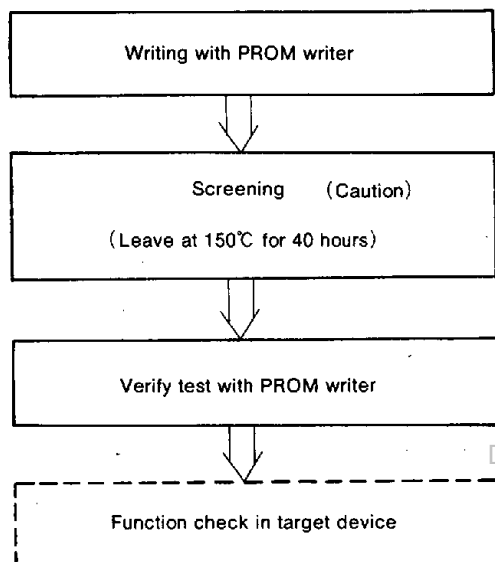 Writing with PROM writer
Screening (Caution)
(Leave at 150℃ for 40 hours)
Verify test with PROM writer
Function check in target device